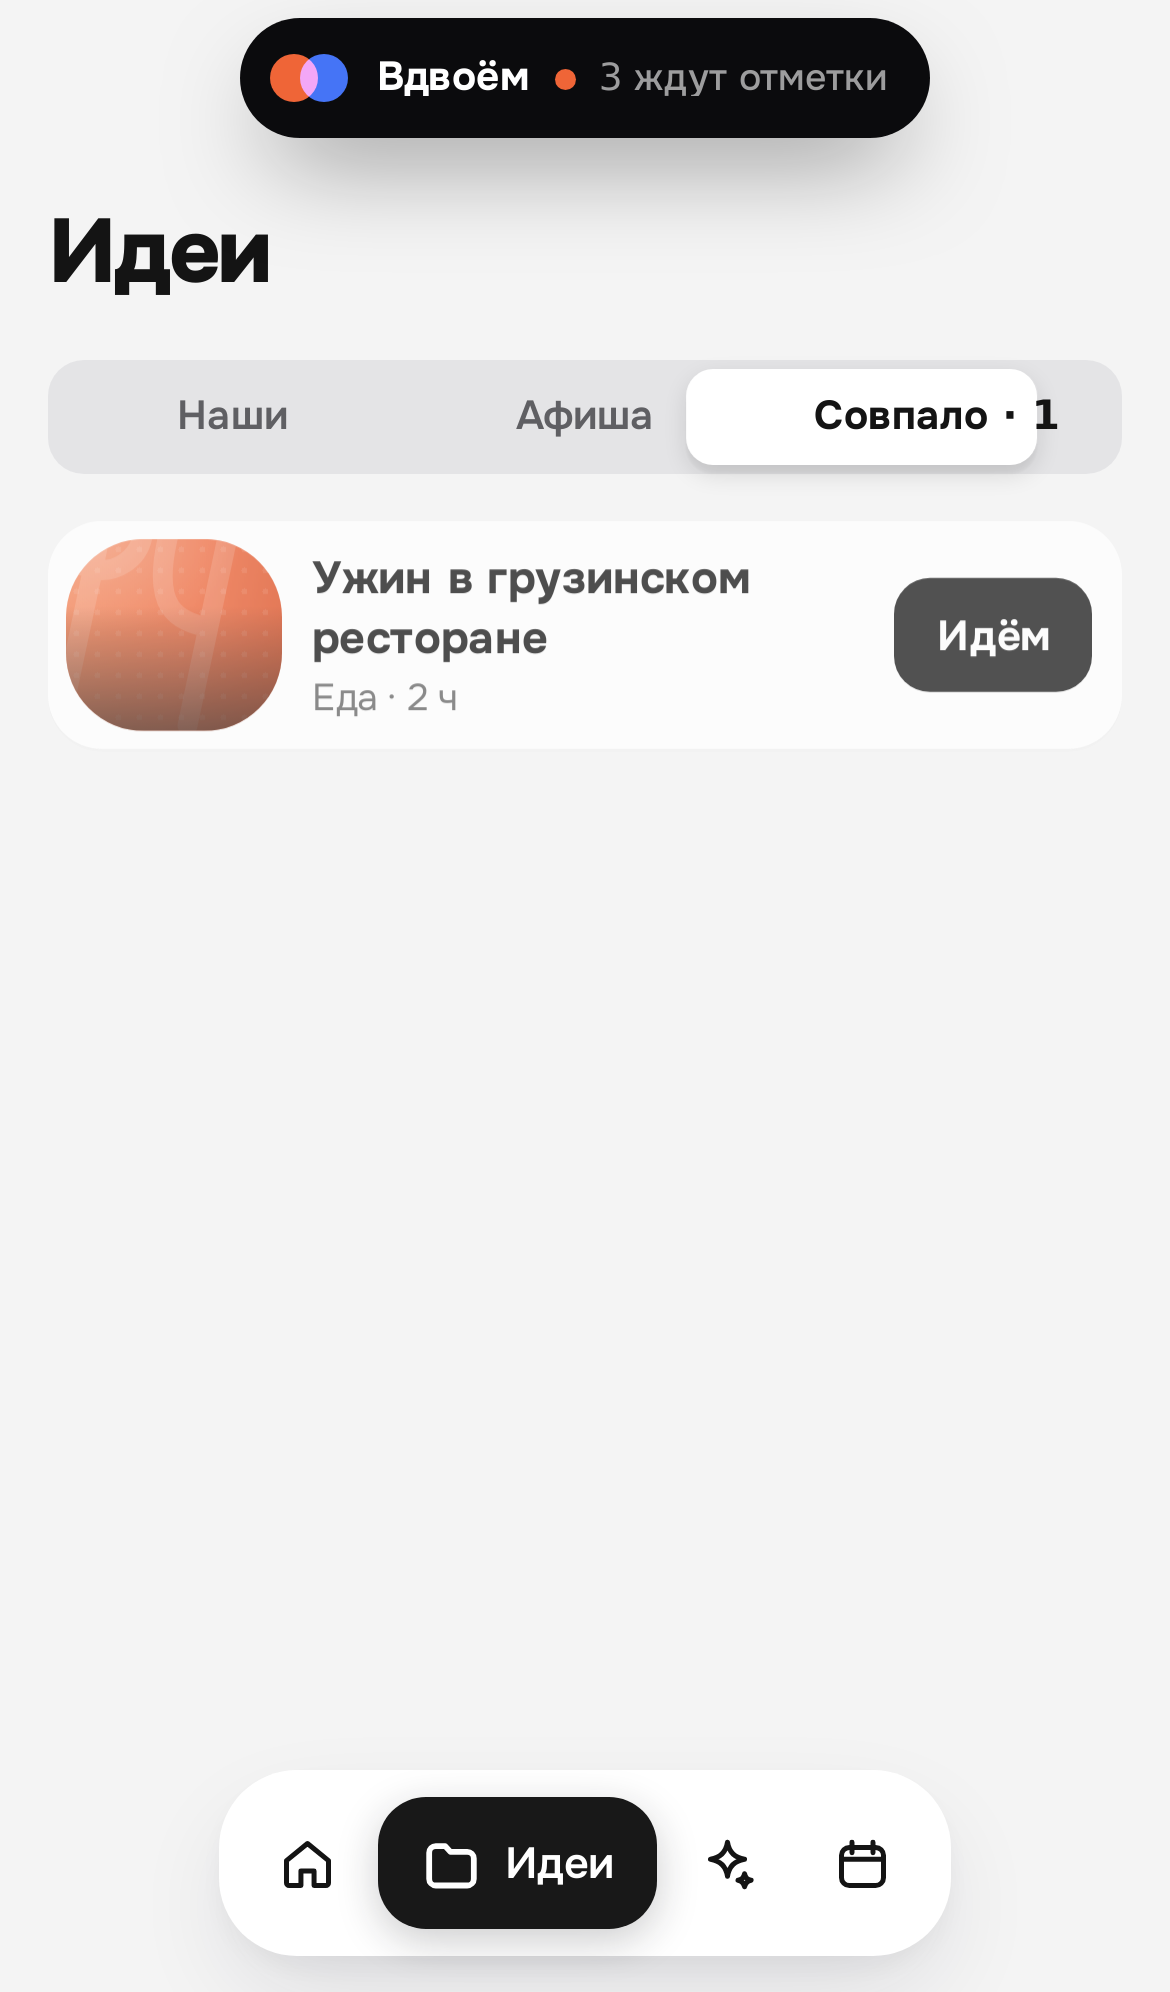 Вдвоём 3 ждут отметки
Идеи
Наши Афиша Совпало · 1
Ужин в грузинском
ресторане
Еда · 2 ч
Идём
Идеи